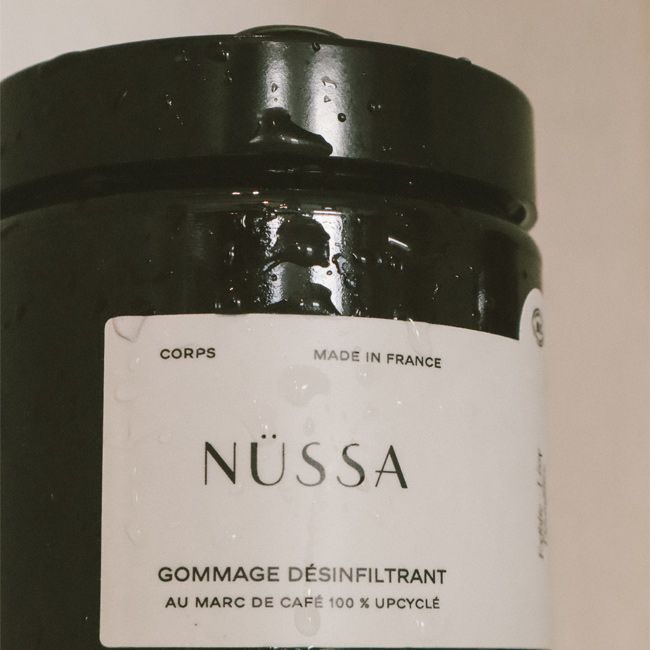 CORPS
MADE IN FRANCE
NÜSSA
GOMMAGE DÉSINFILTRANT
AU MARC DE CAFÉ 100 % UPCYCLÉ